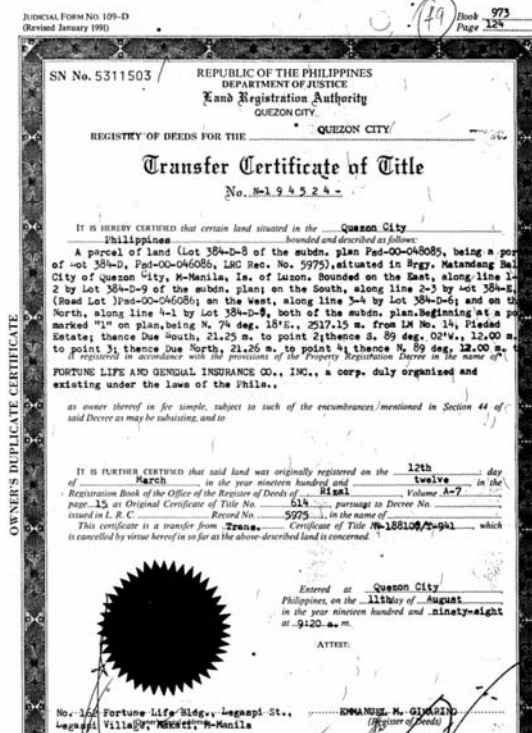 JUDICIAL FORM NO. 109-D
(Revised January 1991)
Book 973
Page 124
SN No. 5311503
REPUBLIC OF THE PHILIPPINES
DEPARTMENT OF JUSTICE
Land Registration Authority
QUEZON CITY
REGISTRY OF DEEDS FOR THE QUEZON CITY
Transfer Certificate of Title
No. N-194524-
IT IS HEREBY CERTIFIED that certain land situated in the Quezon City
Philippines bounded and described as follows:
A parcel of land (Lot 384-D-8 of the subdn. plan Psd-00-048085, being a por
of Lot 384-D, Psd-00-046086, LRC Rec. No. 5975), situated in Brgy. Matandang Bal
City of Quezon City, M-Manila, Is. of Luzon. Bounded on the East, along line 1-
2 by Lot 384-D-9 of the subdn. plan; on the South, along line 2-3 by Lot 384-E,
(Road Lot )Psd-00-046086; on the West, along line 3-4 by Lot 384-D-6; and on th
North, along line 4-1 by Lot 384-D-, both of the subdn. plan. Beginning at a po
marked "1" on plan, being N. 74 deg. 18'E., 2517.15 m. from LM No. 14, Piedad
Estate; thence Due South, 21.25 m. to point 2; thence S. 89 deg. 02'W., 12.00 m.
to point 3; thence Due North, 21.26 m. to point 4; thence N. 89 deg. 12.00 m. t
is registered in accordance with the provisions of the Property Registration Decree in the name of
FORTUNE LIFE AND GENERAL INSURANCE CO., INC., a corp. duly organized and
existing under the laws of the Phils.,
as owner thereof in fee simple, subject to such of the encumbrances mentioned in Section 44 of
said Decree as may be subsisting, and to
IT IS FURTHER CERTIFIED that said land was originally registered on the 12th day
of March in the year nineteen hundred and twelve in the
Registration Book of the Office of the Register of Deeds of Rizal Volume A-7
page 15 as Original Certificate of Title No. 614 pursuant to Decree No.
issued in L. R. C. Record No. 5975, in the name of
This certificate is a transfer from Trans. Certificate of Title which
is cancelled by virtue hereof in so far as the above-described land is concerned.
Entered at Quezon City
Philippines, on the 11th day of August
in the year nineteen hundred and ninety-eight
at 9:20 a. m.
ATTEST:
No. 162 Fortune Life Bldg., Legaspi St.,
Legaspi Village, Makati, M-Manila
EMMANUEL M.
(Register of Deeds)
OWNER'S DUPLICATE CERTIFICATE